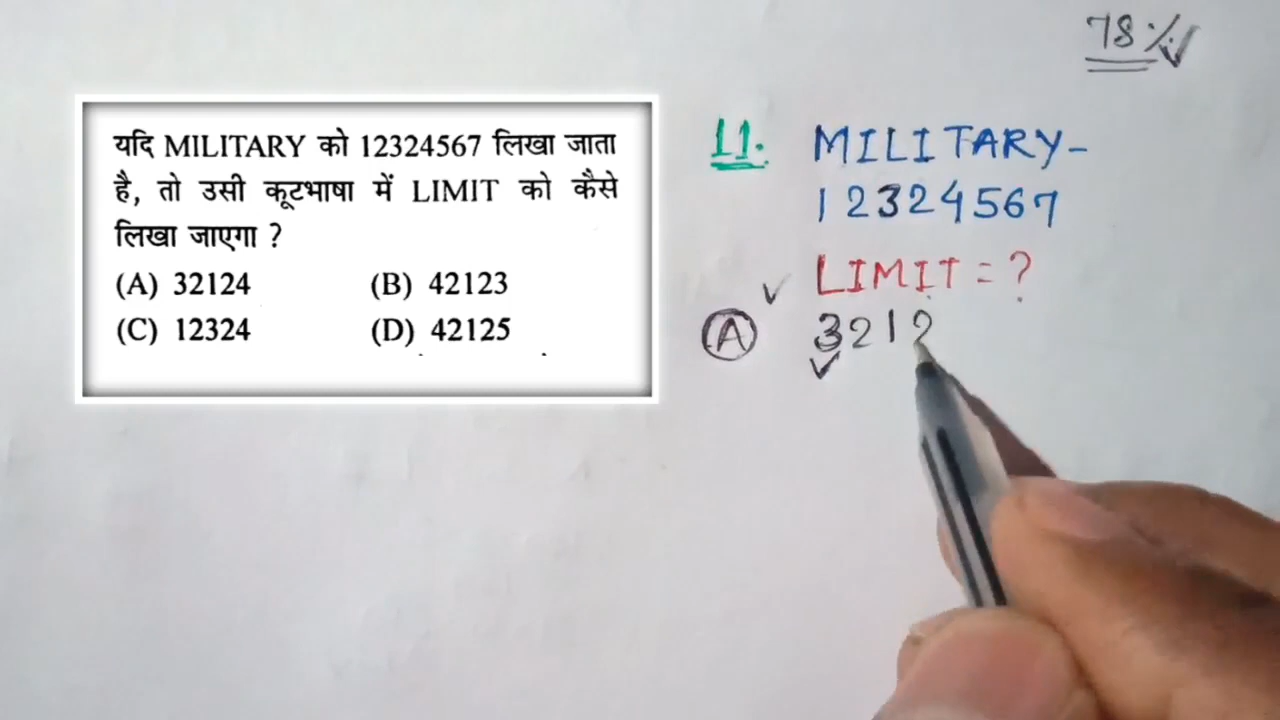 78%
यदि MILITARY को 12324567 लिखा जाता
है, तो उसी कूटभाषा में LIMIT को कैसे
लिखा जाएगा ?
(A) 32124 (B) 42123
(C) 12324 (D) 42125
11. MILITARY-
12324567
LIMIT = ?
(A) 3212